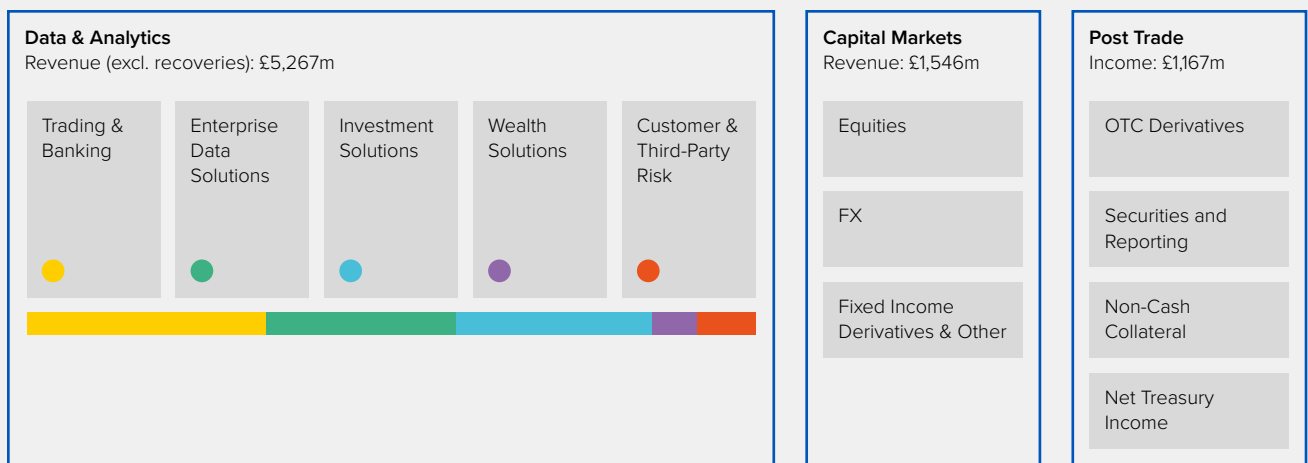 Data & Analytics
Revenue (excl. recoveries): £5,267m
Trading &
Banking
Enterprise
Data
Solutions
Investment
Solutions
Wealth
Solutions
Customer &
Third-Party
Risk
Capital Markets
Revenue: £1,546m
Equities
FX
Fixed Income
Derivatives & Other
Post Trade
Income: £1,167m
OTC Derivatives
Securities and
Reporting
Non-Cash
Collateral
Net Treasury
Income